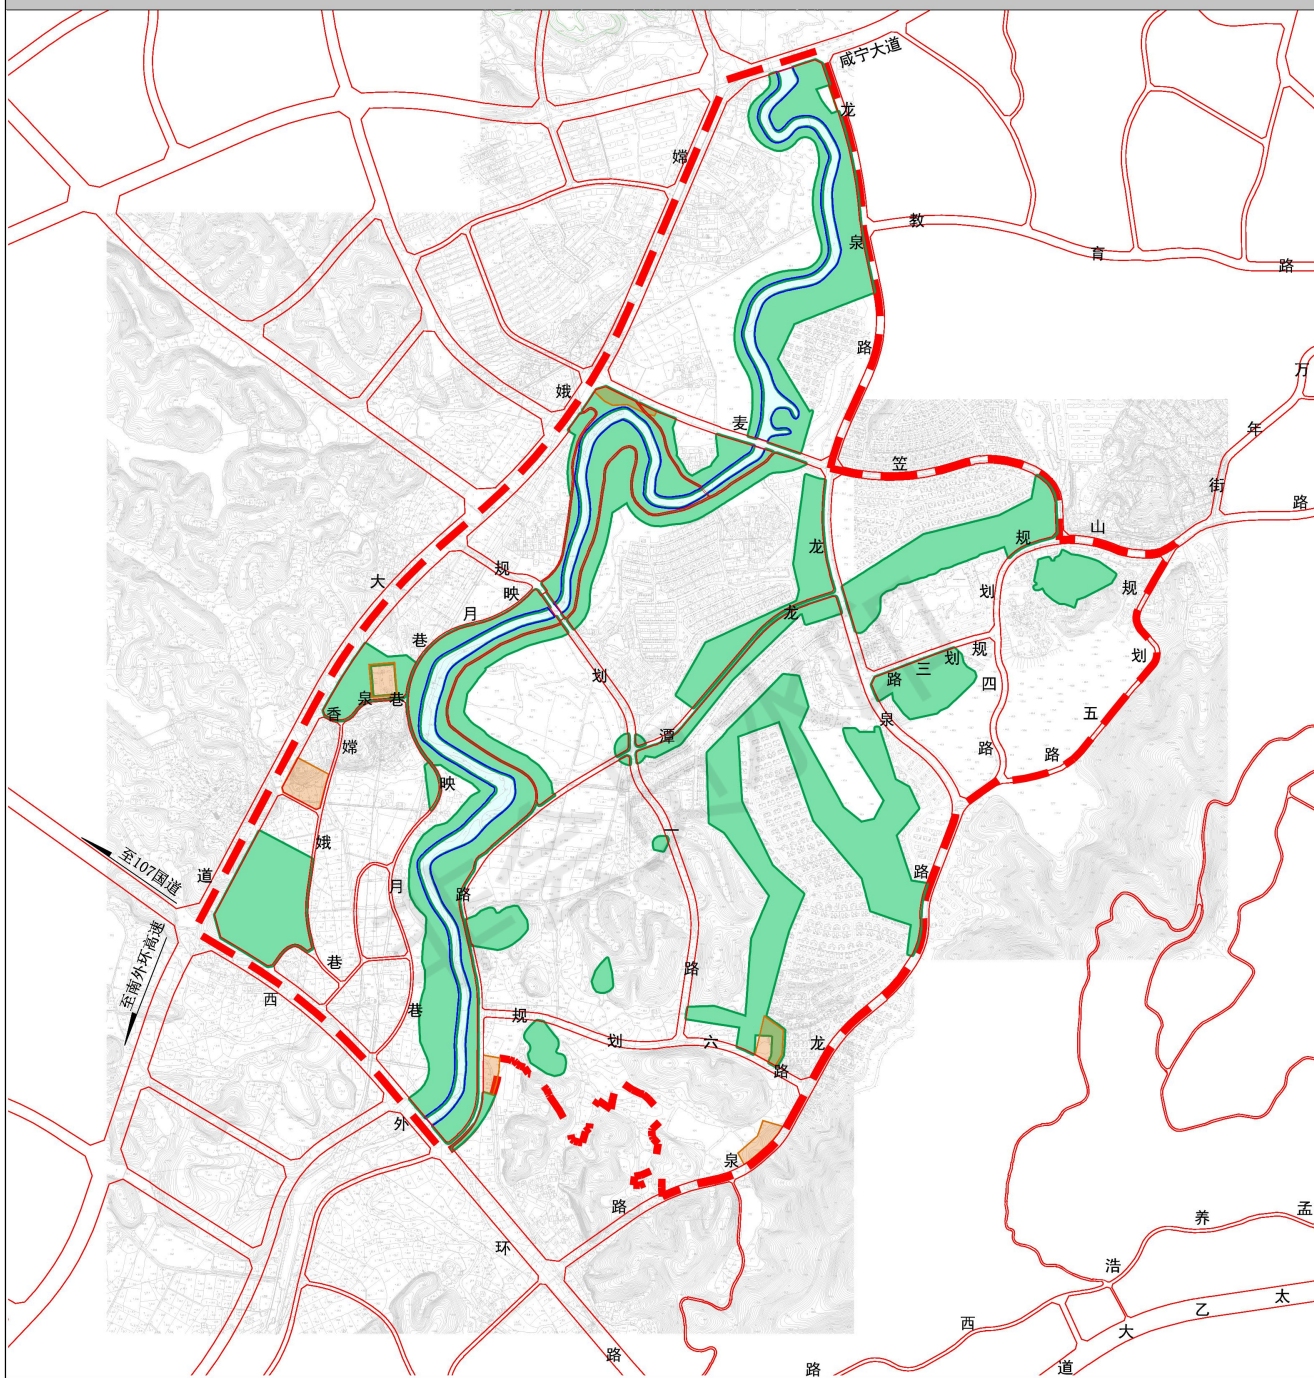 咸宁大道
龙泉路
嫦娥大道
教育路
万年街
路
麦笠山
规划一路
龙潭路
龙泉路
规划三路
规划四路
规划五路
映月巷
香泉巷
嫦娥巷
映月巷
至107国道
至南外环高速
西外环路
规划六路
龙泉路
孟养浩
西路
太乙大道